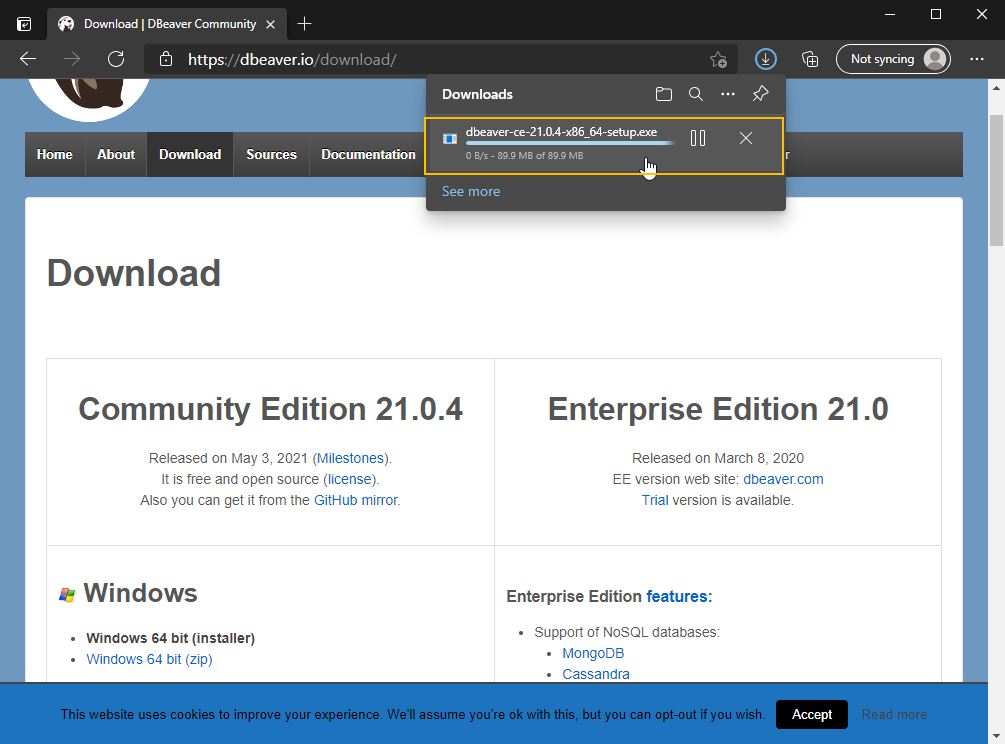 Download | DBeaver Community
https://dbeaver.io/download/
Not syncing
Downloads
dbeaver-ce-21.0.4-x86_64-setup.exe
0 B/s - 89.9 MB of 89.9 MB
See more
Home About Download Sources Documentation
Download
Community Edition 21.0.4
Released on May 3, 2021 (Milestones).
It is free and open source (license).
Also you can get it from the GitHub mirror.
Enterprise Edition 21.0
Released on March 8, 2020
EE version web site: dbeaver.com
Trial version is available.
Windows
Windows 64 bit (installer)
Windows 64 bit (zip)
Enterprise Edition features:
Support of NoSQL databases:
MongoDB
Cassandra
This website uses cookies to improve your experience. We'll assume you're ok with this, but you can opt-out if you wish. Accept Read more